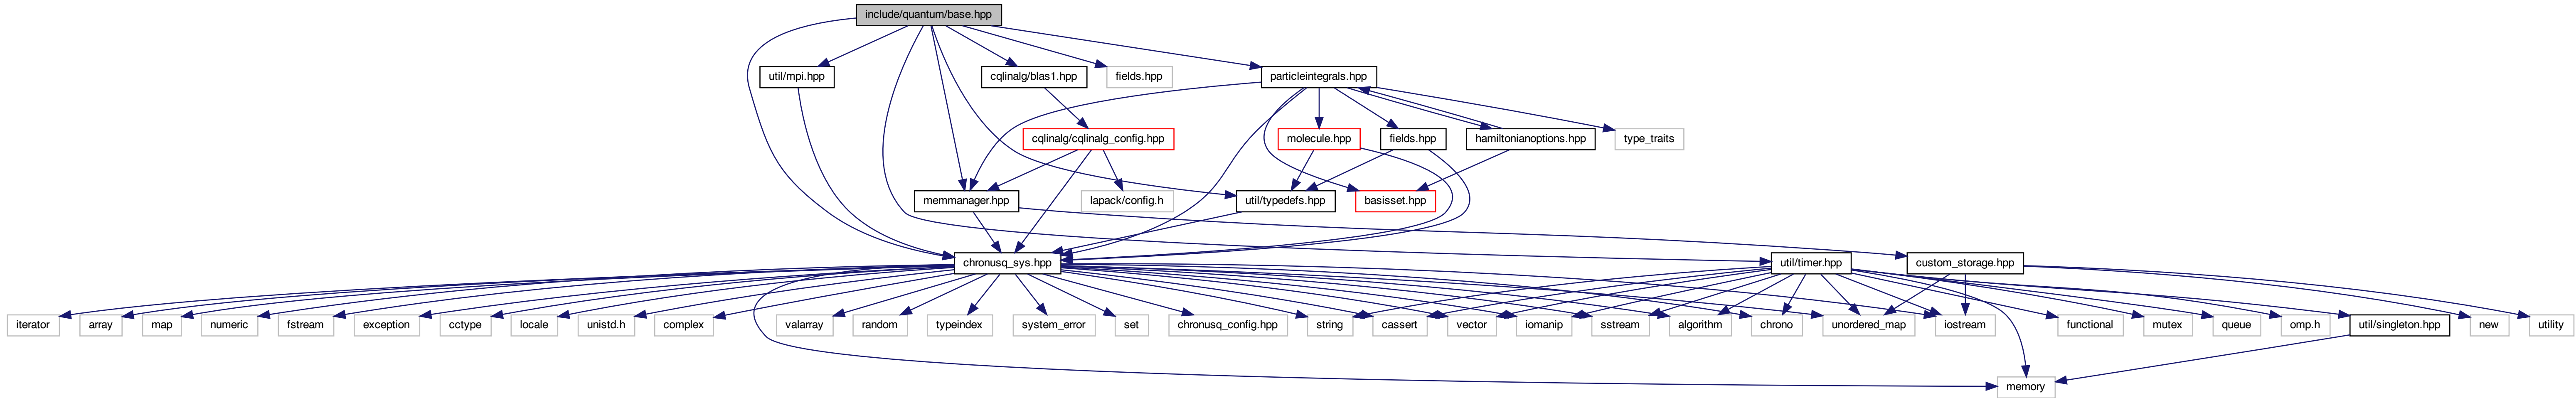 include/quantum/base.hpp
util/mpi.hpp
cqlinalg/blas1.hpp
fields.hpp
particleintegrals.hpp
cqlinalg/cqlinalg_config.hpp
molecule.hpp
fields.hpp
hamiltonianoptions.hpp
type_traits
memmanager.hpp
lapack/config.h
util/typedefs.hpp
basisset.hpp
chronusq_sys.hpp
util/timer.hpp
custom_storage.hpp
iterator
array
map
numeric
fstream
exception
cctype
locale
unistd.h
complex
valarray
random
typeindex
system_error
set
chronusq_config.hpp
string
cassert
vector
iomanip
sstream
algorithm
chrono
unordered_map
iostream
functional
mutex
queue
omp.h
util/singleton.hpp
new
utility
memory